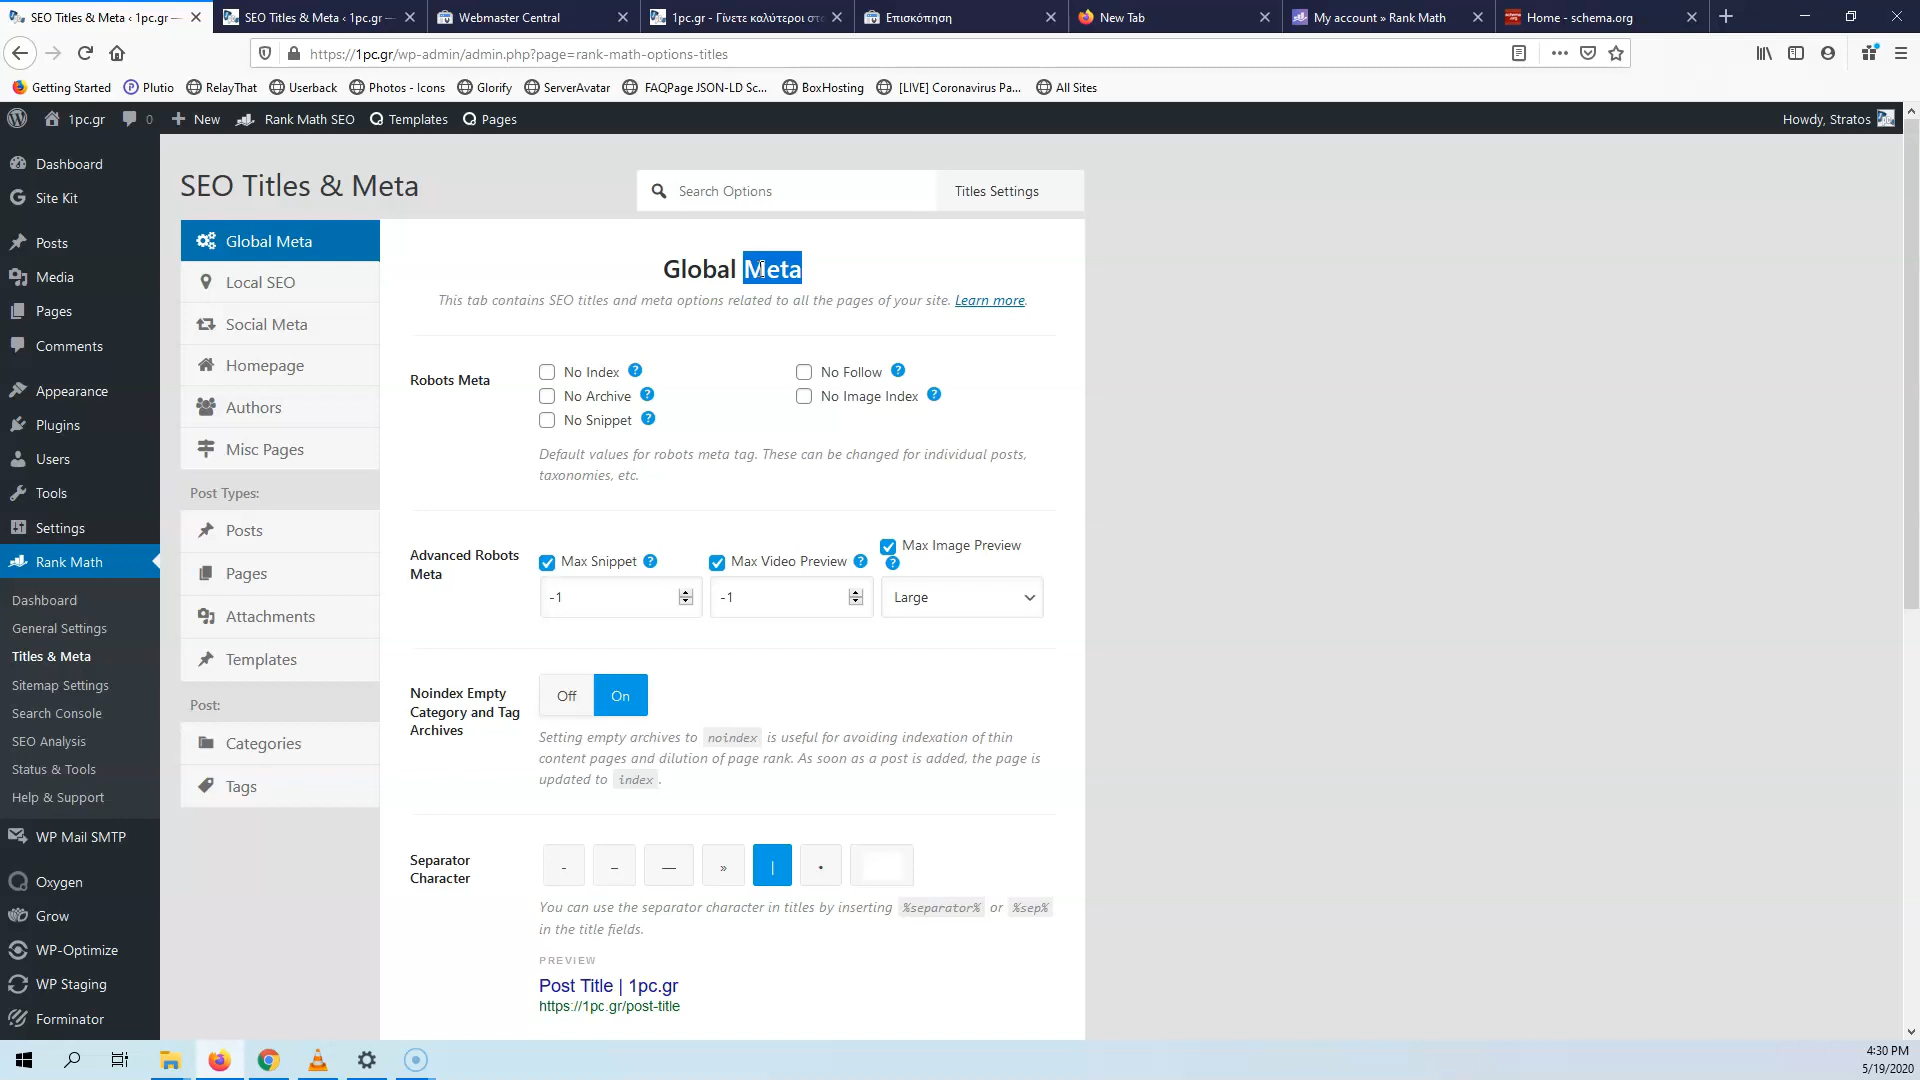 SEO Titles & Meta ‹ 1pc.gr —
SEO Titles & Meta ‹ 1pc.gr —
Webmaster Central
1pc.gr - Γίνετε καλύτεροι στο
Επισκόπηση
New Tab
My account » Rank Math
Home - schema.org
https://1pc.gr/wp-admin/admin.php?page=rank-math-options-titles
Getting Started
Plutio
RelayThat
Userback
Photos - Icons
Glorify
ServerAvatar
FAQPage JSON-LD Sc...
BoxHosting
[LIVE] Coronavirus Pa...
All Sites
1pc.gr
0
New
Rank Math SEO
Templates
Pages
Howdy, Stratos
Dashboard
Site Kit
Posts
Media
Pages
Comments
Appearance
Plugins
Users
Tools
Settings
Rank Math
Dashboard
General Settings
Titles & Meta
Sitemap Settings
Search Console
SEO Analysis
Status & Tools
Help & Support
WP Mail SMTP
Oxygen
Grow
WP-Optimize
WP Staging
Forminator
SEO Titles & Meta
Search Options
Titles Settings
Global Meta
Local SEO
Social Meta
Homepage
Authors
Misc Pages
Post Types:
Posts
Pages
Attachments
Templates
Post:
Categories
Tags
Global Meta
This tab contains SEO titles and meta options related to all the pages of your site. Learn more.
Robots Meta
No Index ?
No Follow ?
No Archive ?
No Image Index ?
No Snippet ?
Default values for robots meta tag. These can be changed for individual posts,
taxonomies, etc.
Advanced Robots
Meta
Max Snippet ?
-1
Max Video Preview ?
-1
Max Image Preview
?
Large
Noindex Empty
Category and Tag
Archives
Off
On
Setting empty archives to noindex is useful for avoiding indexation of thin
content pages and dilution of page rank. As soon as a post is added, the page is
updated to index.
Separator
Character
- – — » | •
You can use the separator character in titles by inserting %separator% or %sep%
in the title fields.
PREVIEW
Post Title | 1pc.gr
https://1pc.gr/post-title
4:30 PM
5/19/2020